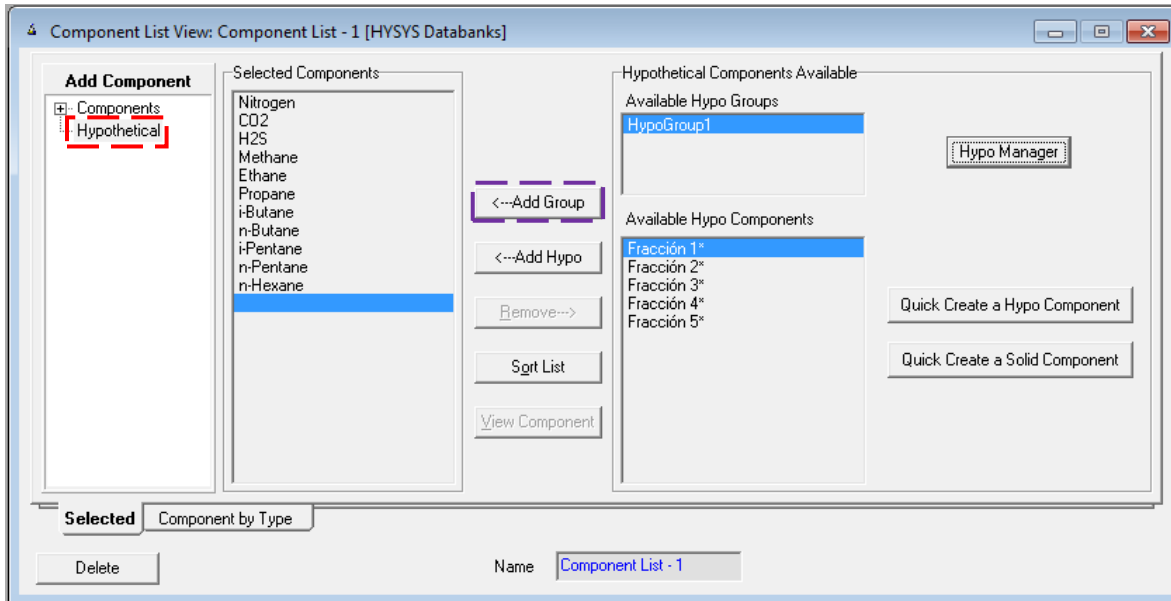 Component List View: Component List - 1 [HYSYS Databanks]
Add Component
Components
Hypothetical
Selected Components
Nitrogen
CO2
H2S
Methane
Ethane
Propane
i-Butane
n-Butane
i-Pentane
n-Pentane
n-Hexane
<---Add Group
<---Add Hypo
Remove--->
Sort List
View Component
Hypothetical Components Available
Available Hypo Groups
HypoGroup1
Hypo Manager
Available Hypo Components
Fracción 1*
Fracción 2*
Fracción 3*
Fracción 4*
Fracción 5*
Quick Create a Hypo Component
Quick Create a Solid Component
Selected Component by Type
Delete
Name Component List - 1